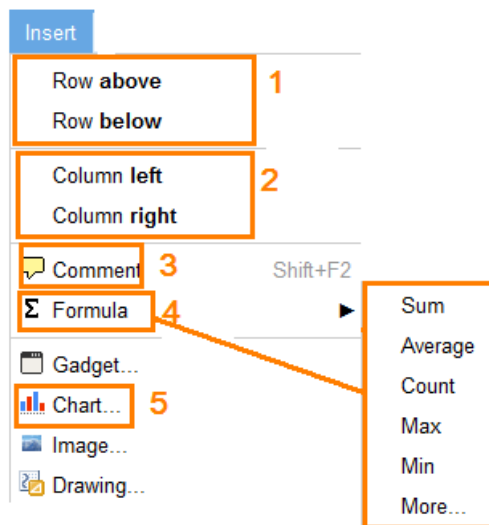 Insert
Row above 1
Row below
Column left 2
Column right
Comment 3 Shift+F2
Σ Formula 4
Gadget...
Chart... 5
Image...
Drawing...
Sum
Average
Count
Max
Min
More...